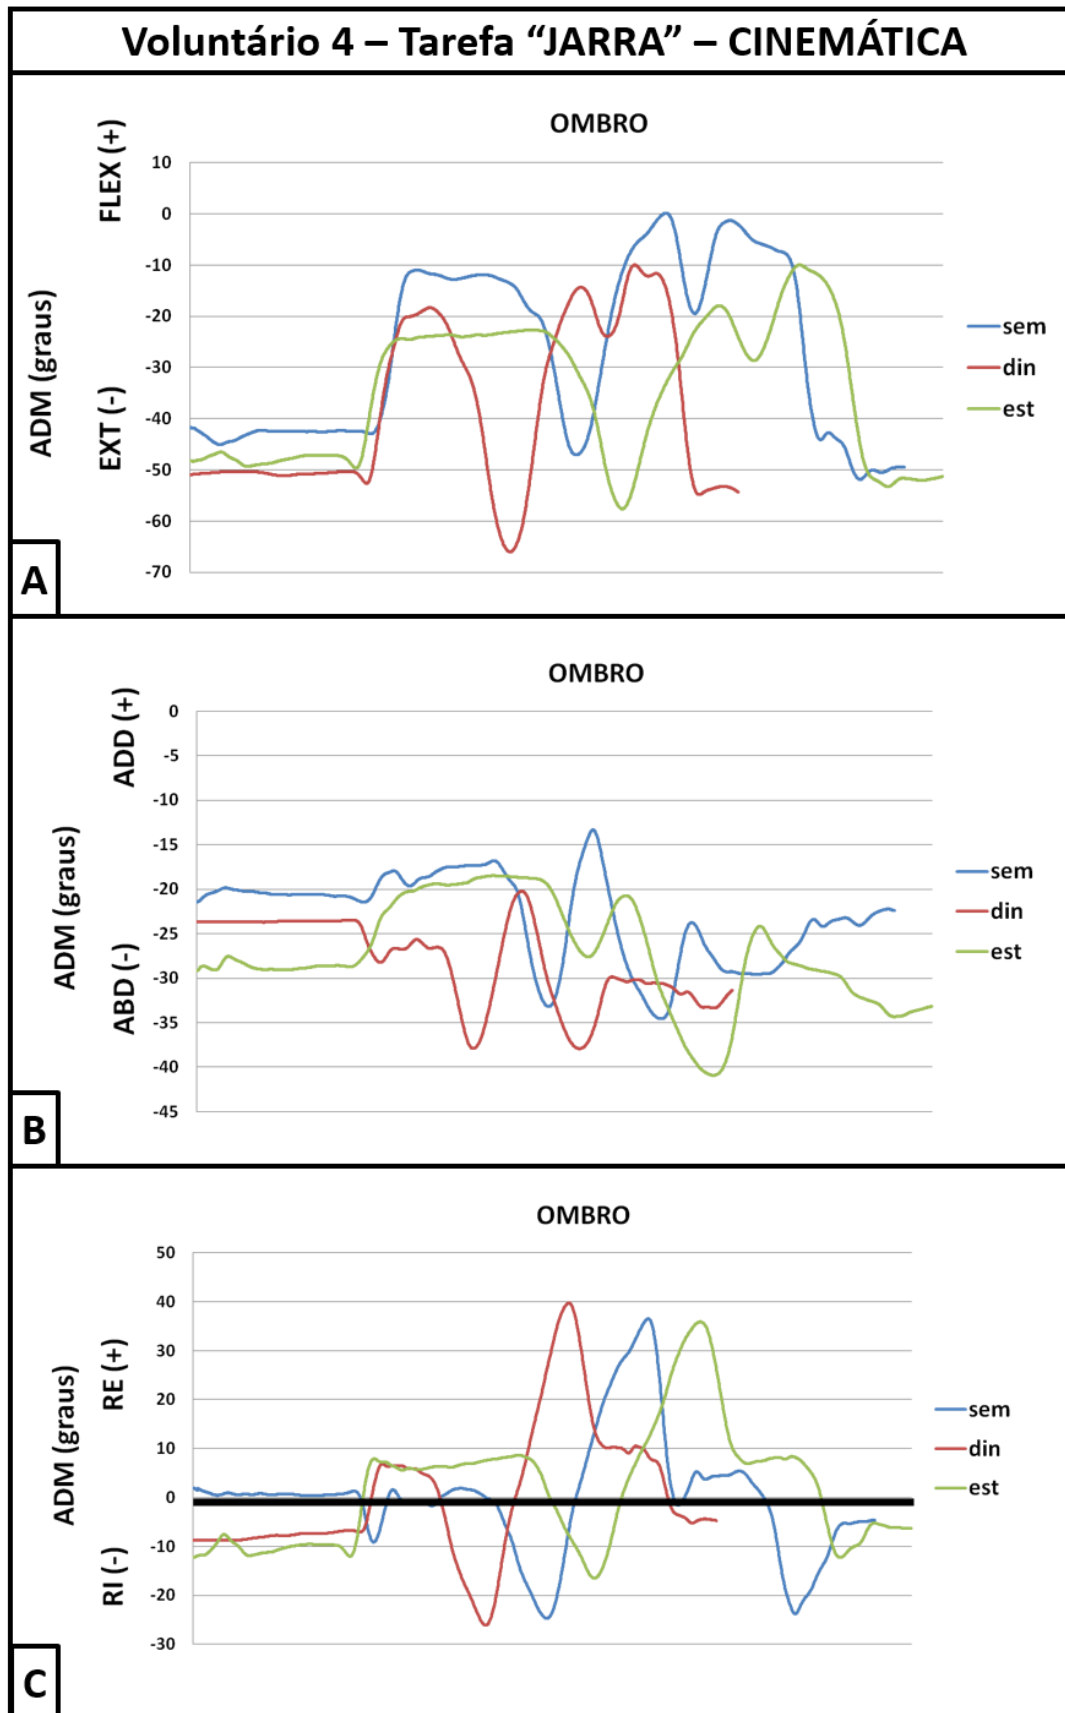 Voluntário 4 – Tarefa “JARRA” – CINEMÁTICA
OMBRO
FLEX (+)
EXT (-)
ADM (graus)
10
0
-10
-20
-30
-40
-50
-60
-70
sem
din
est
A
OMBRO
ADD (+)
ABD (-)
ADM (graus)
0
-5
-10
-15
-20
-25
-30
-35
-40
-45
sem
din
est
B
OMBRO
RE (+)
RI (-)
ADM (graus)
50
40
30
20
10
0
-10
-20
-30
sem
din
est
C